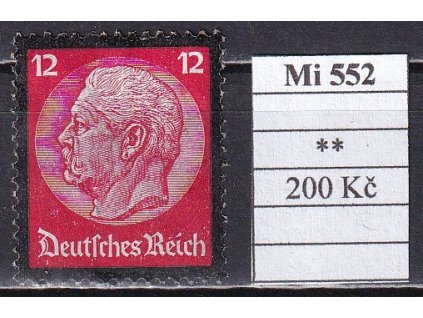 12 12
Deutſches Reich
Mi 552
**
200 Kč